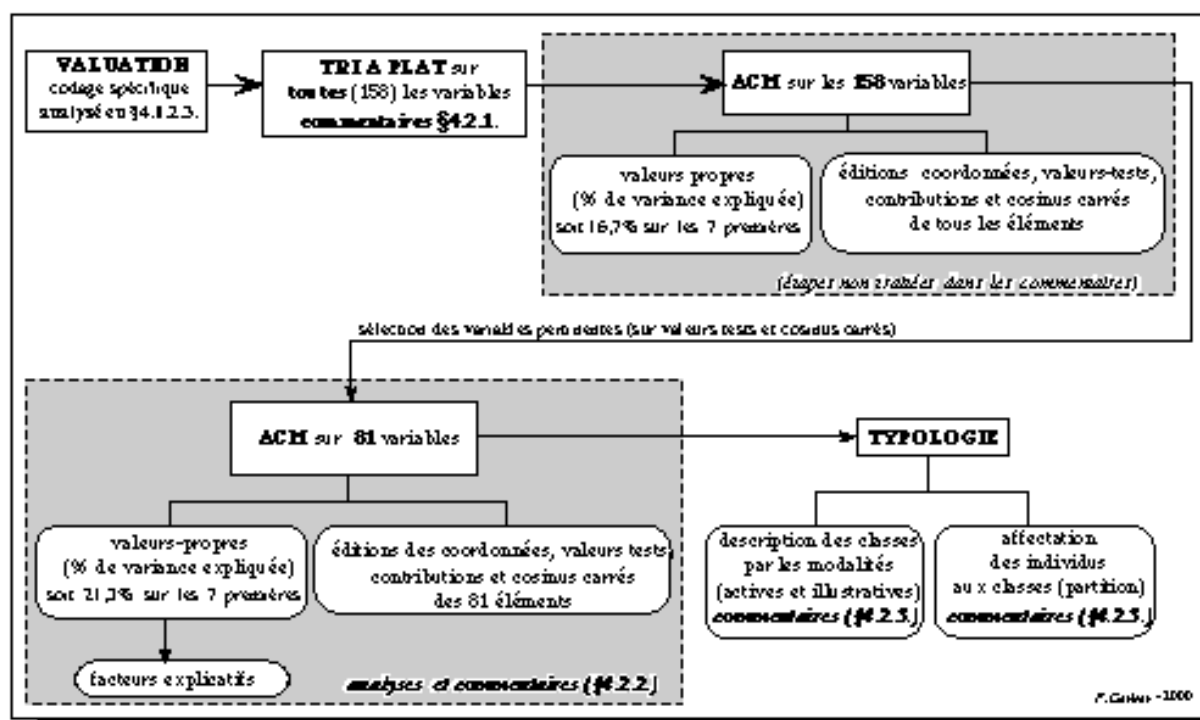 VALUATION
codage spécifique
analysé en §4.1.2.3.
TRI A PLAT sur
toutes (158) les variables
commentaires §4.2.1.
ACM sur les 158 variables
valeurs propres
(% de variance expliquée)
soit 16,7% sur les 7 premières
éditions coordonnées, valeurs-tests,
contributions et cosinus carrés
de tous les éléments
(étapes non traitées dans les commentaires)
sélection des variables pertinentes (sur valeurs tests et cosinus carrés)
ACM sur 81 variables
TYPOLOGIE
valeurs-propres
(% de variance expliquée)
soit 21,3% sur les 7 premières
éditions des coordonnées, valeurs tests,
contributions et cosinus carrés
des 81 éléments
description des classes
par les modalités
(actives et illustratives)
commentaires (§4.2.3.)
affectation
des individus
aux classes (partition)
commentaires (§4.2.3.)
facteurs explicatifs
analyses et commentaires (§4.2.2)
-2000